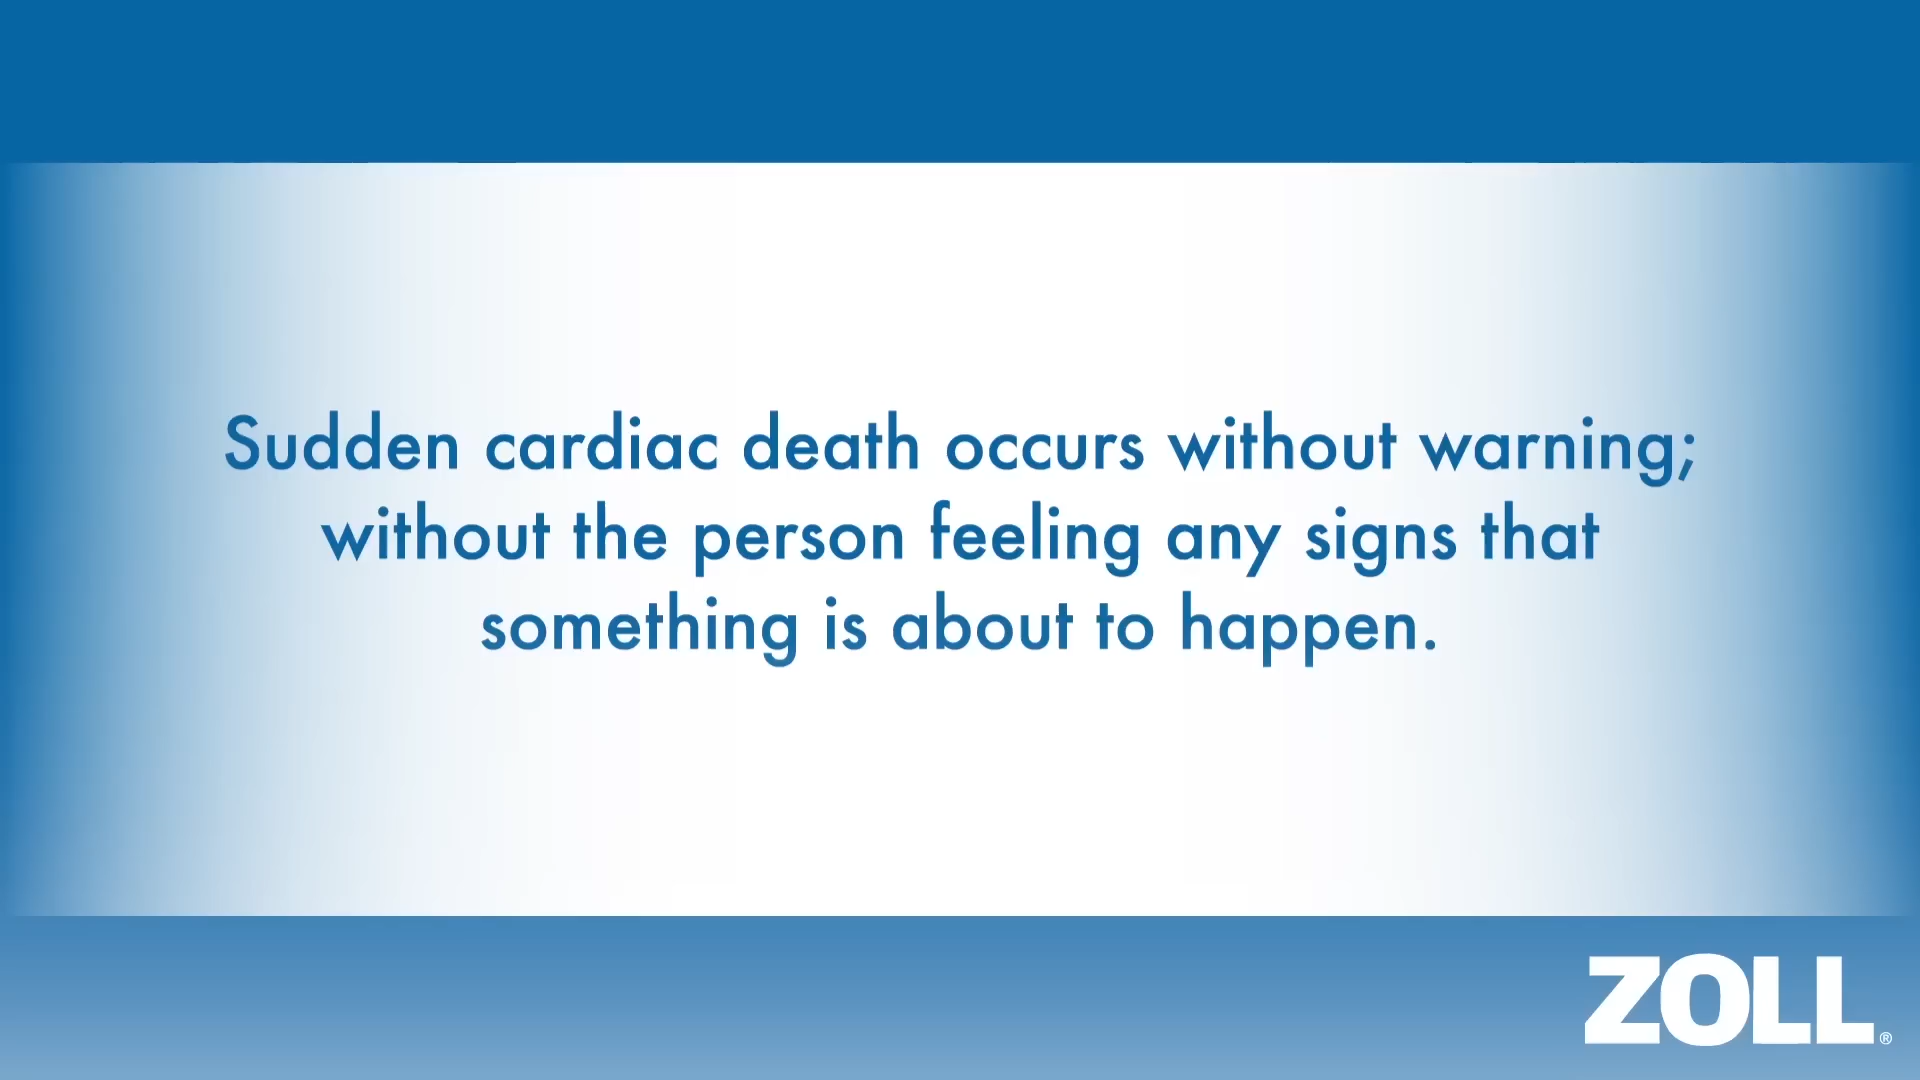 Sudden cardiac death occurs without warning;
without the person feeling any signs that
something is about to happen.
ZOLL®